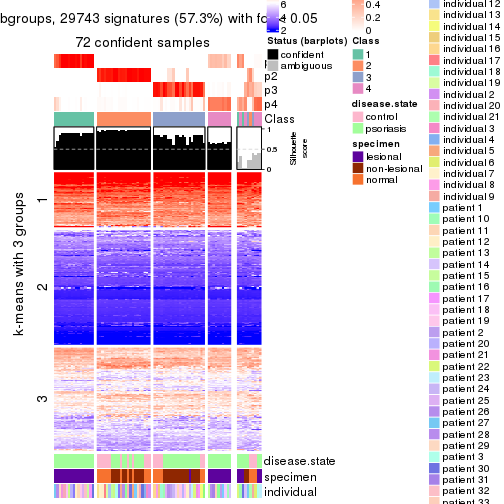 bgroups, 29743 signatures (57.3%) with fdr < 0.05
72 confident samples
p2
p3
p4
Class
1
0.5
0
Silhouette
score
k-means with 3 groups
1
2
3
disease.state
specimen
individual
6
4
2
0
Status (barplots)
confident
ambiguous
0.4
0.2
0
Class
1
2
3
4
disease.state
control
psoriasis
specimen
lesional
non-lesional
normal
individual 12
individual 13
individual 14
individual 15
individual 16
individual 17
individual 18
individual 19
individual 2
individual 20
individual 21
individual 3
individual 4
individual 5
individual 6
individual 7
individual 8
individual 9
patient 1
patient 10
patient 11
patient 12
patient 13
patient 14
patient 15
patient 16
patient 17
patient 18
patient 19
patient 2
patient 20
patient 21
patient 22
patient 23
patient 24
patient 25
patient 26
patient 27
patient 28
patient 29
patient 3
patient 30
patient 31
patient 32
patient 33